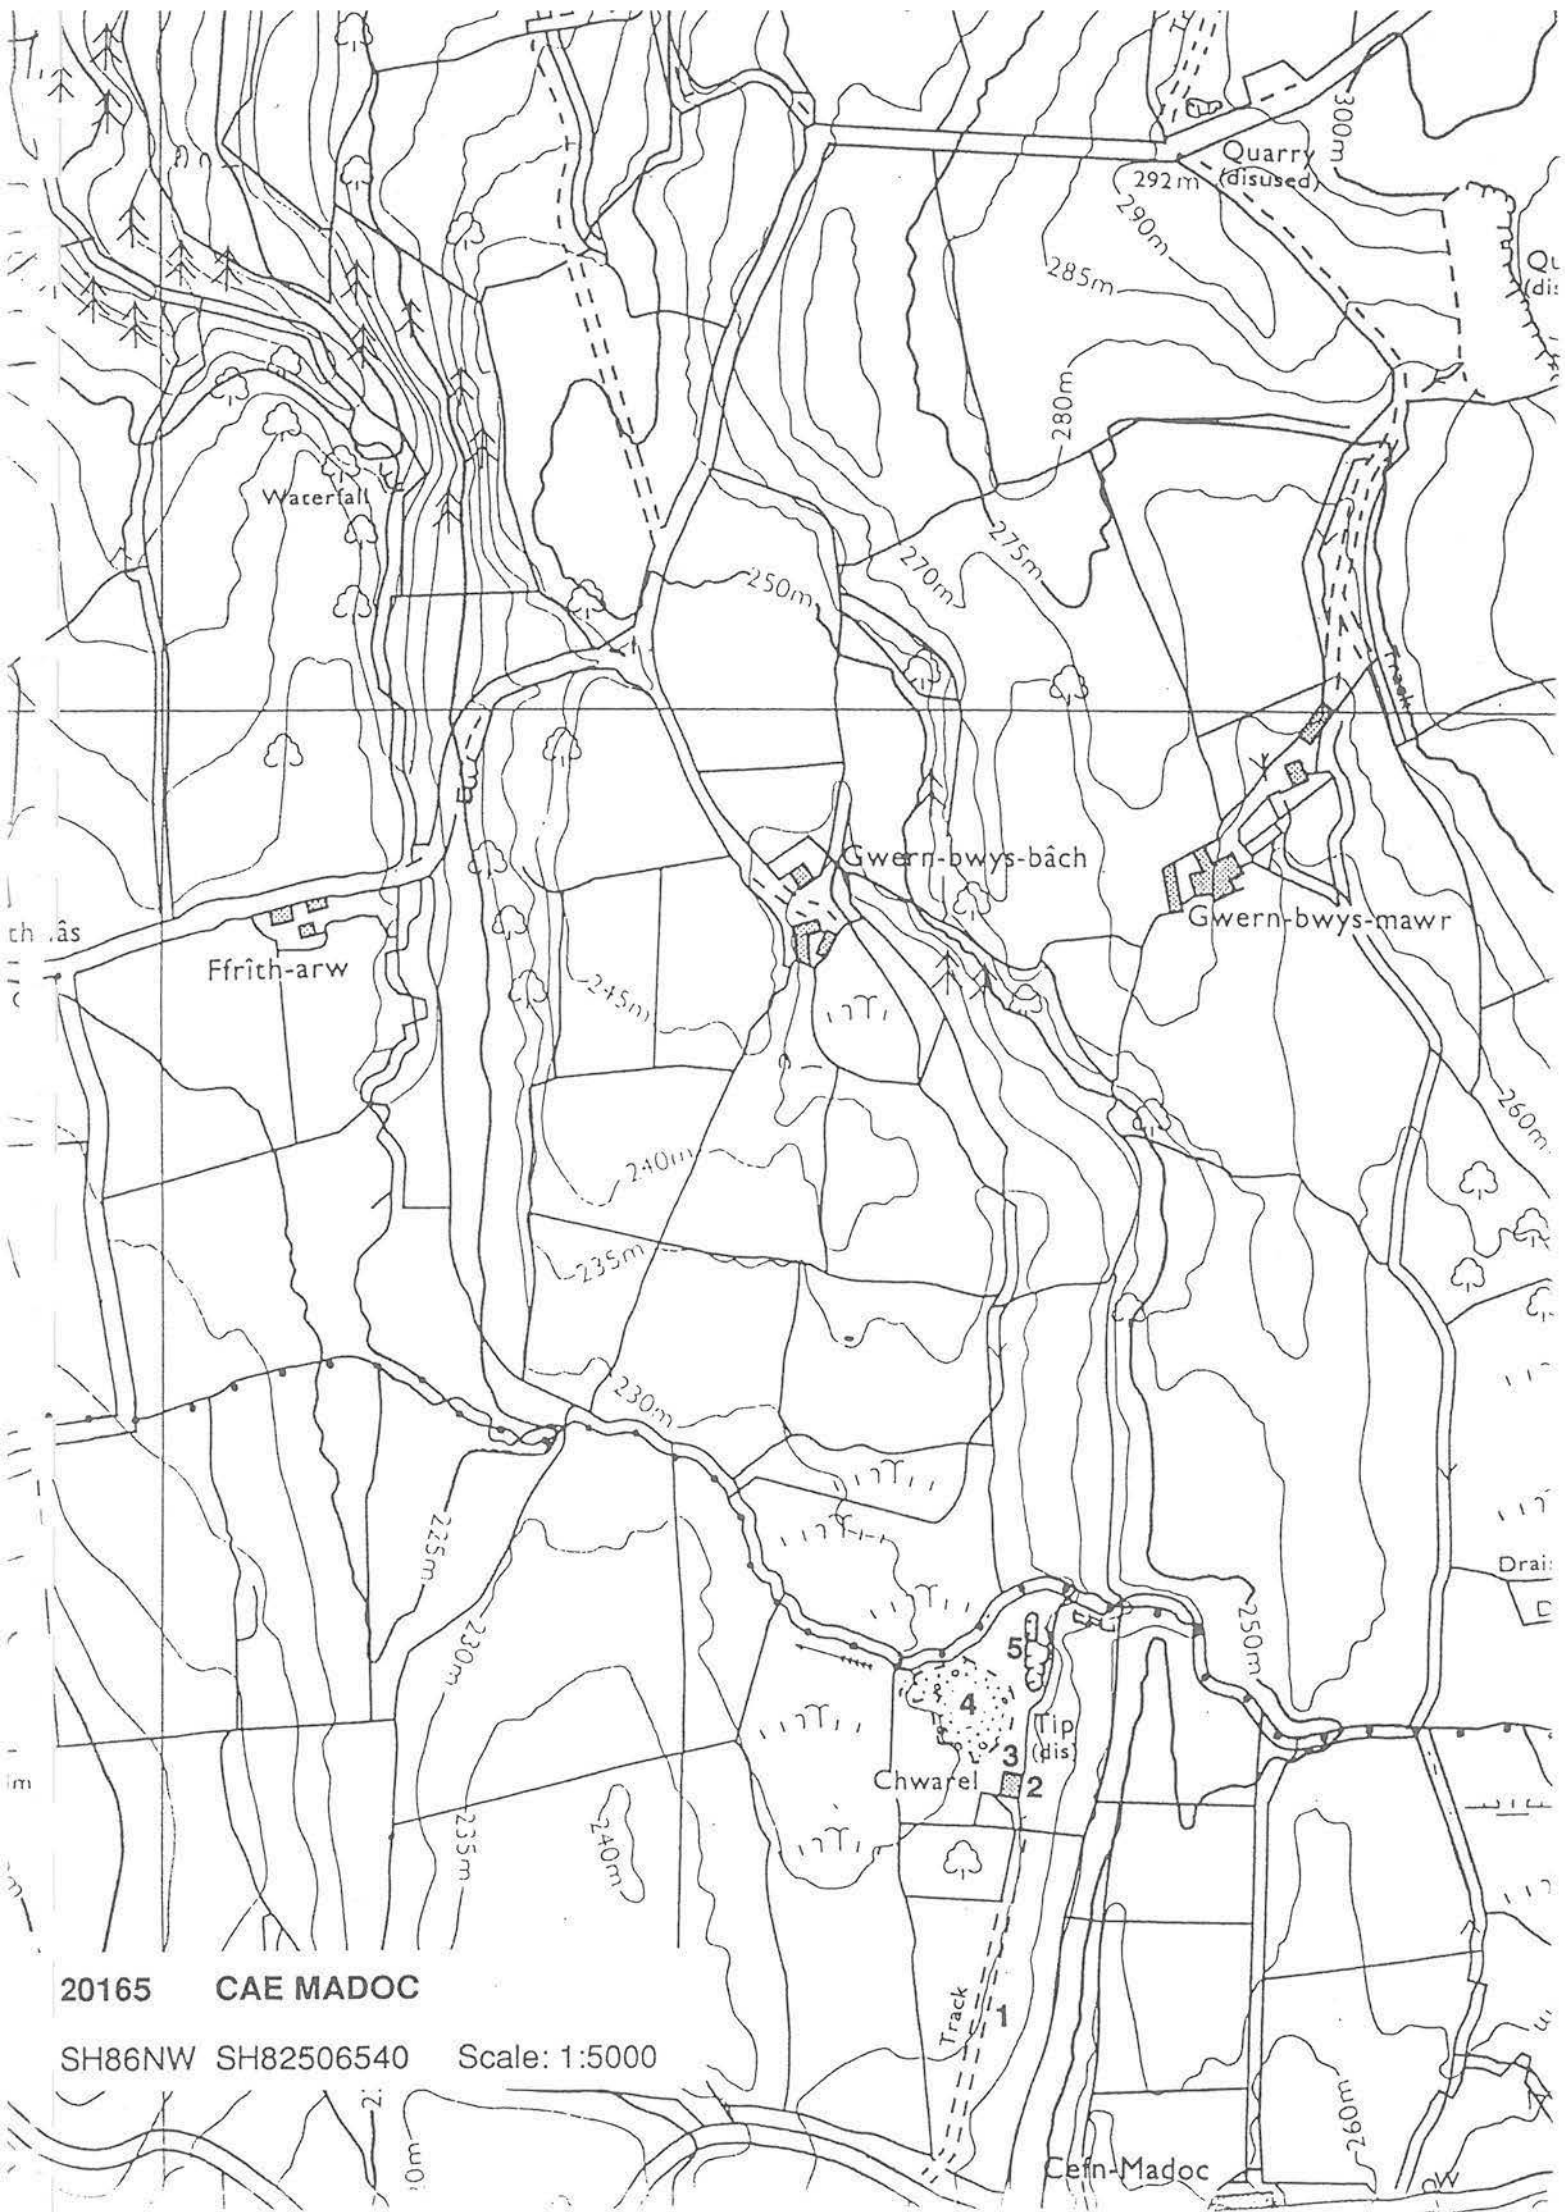 300m
Quarry
(disused)
292m
290m
285m
280m
Waterfall
275m
270m
250m
Gwern-bwys-bâch
Gwern-bwys-mawr
Ffrîth-arw
245m
260m
240m
235m
230m
225m
Drai
250m
230m
5
4
Tip
(dis)
3
Chwarel
2
235m
240m
20165 CAE MADOC
Track
1
SH86NW SH82506540 Scale: 1:5000
260m
Cefn-Madoc
W